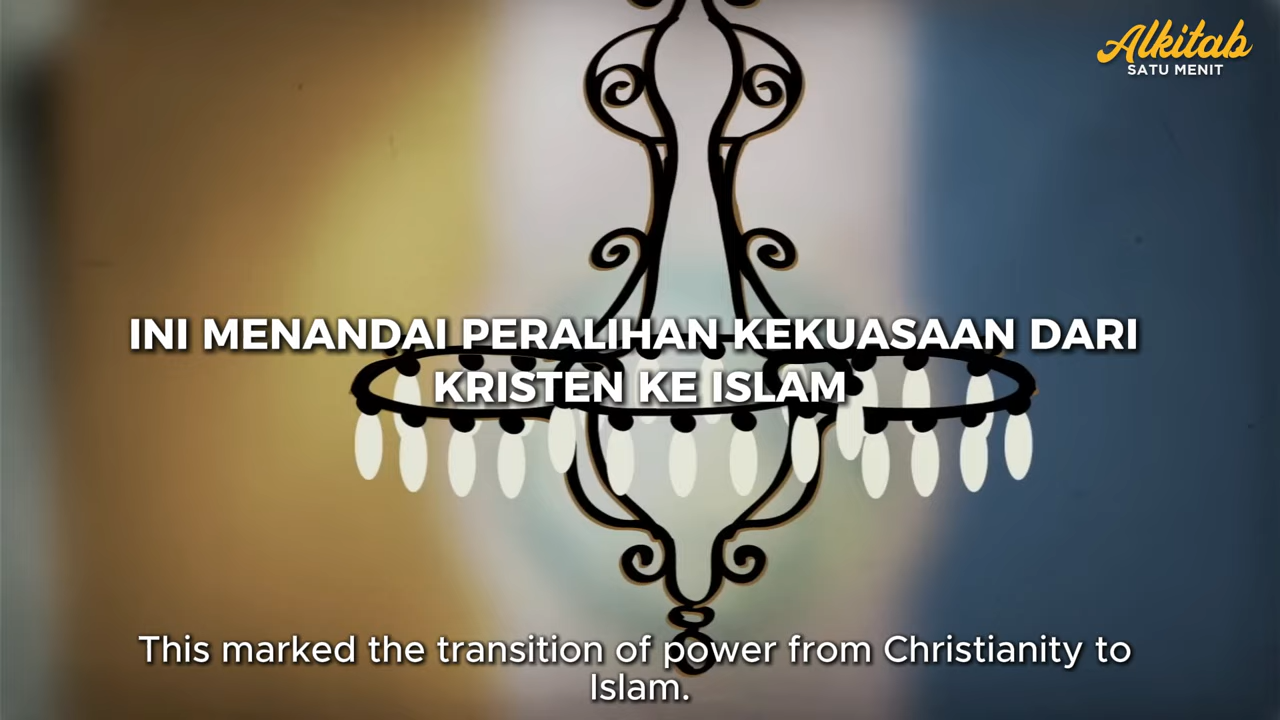 Alkitab
SATU MENIT
INI MENANDAI PERALIHAN KEKUASAAN DARI
KRISTEN KE ISLAM
This marked the transition of power from Christianity to
Islam.